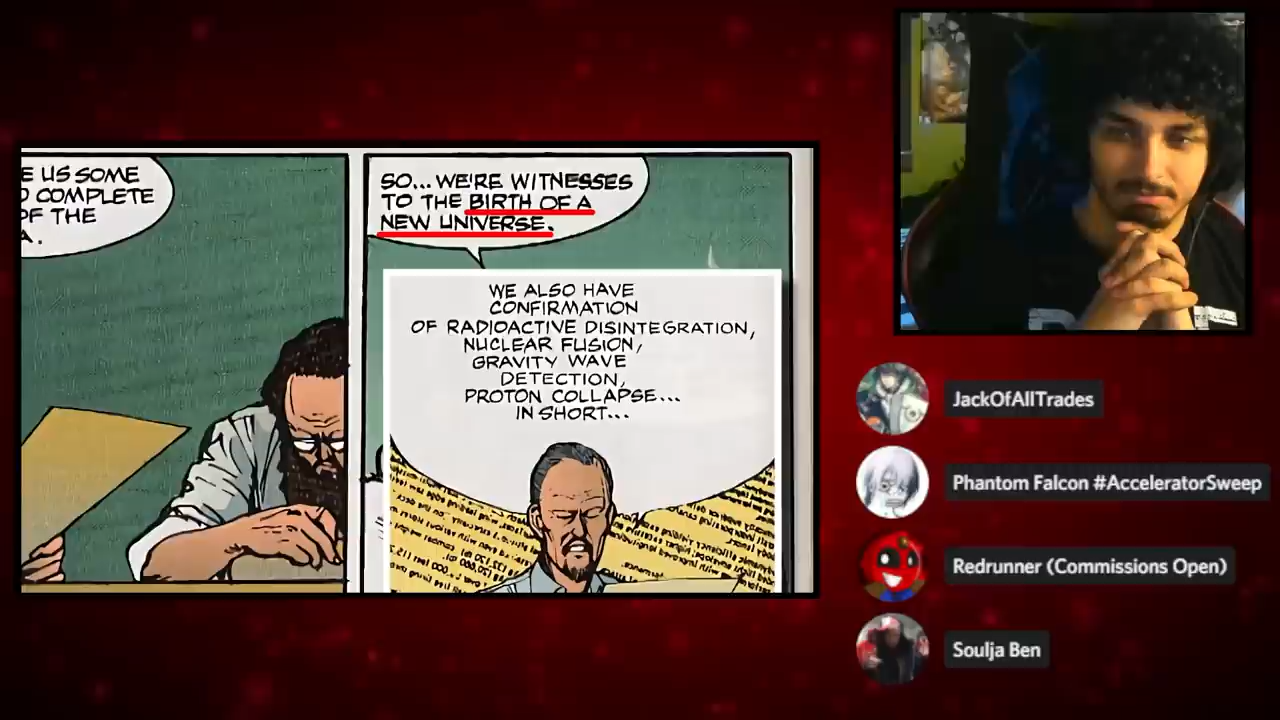 E US SOME
O COMPLETE
OF THE
A.
SO... WE'RE WITNESSES
TO THE BIRTH OF A
NEW UNIVERSE.
WE ALSO HAVE
CONFIRMATION
OF RADIOACTIVE DISINTEGRATION,
NUCLEAR FUSION,
GRAVITY WAVE
DETECTION,
PROTON COLLAPSE...
IN SHORT...
JackOfAllTrades
Phantom Falcon #AcceleratorSweep
Redrunner (Commissions Open)
Soulja Ben